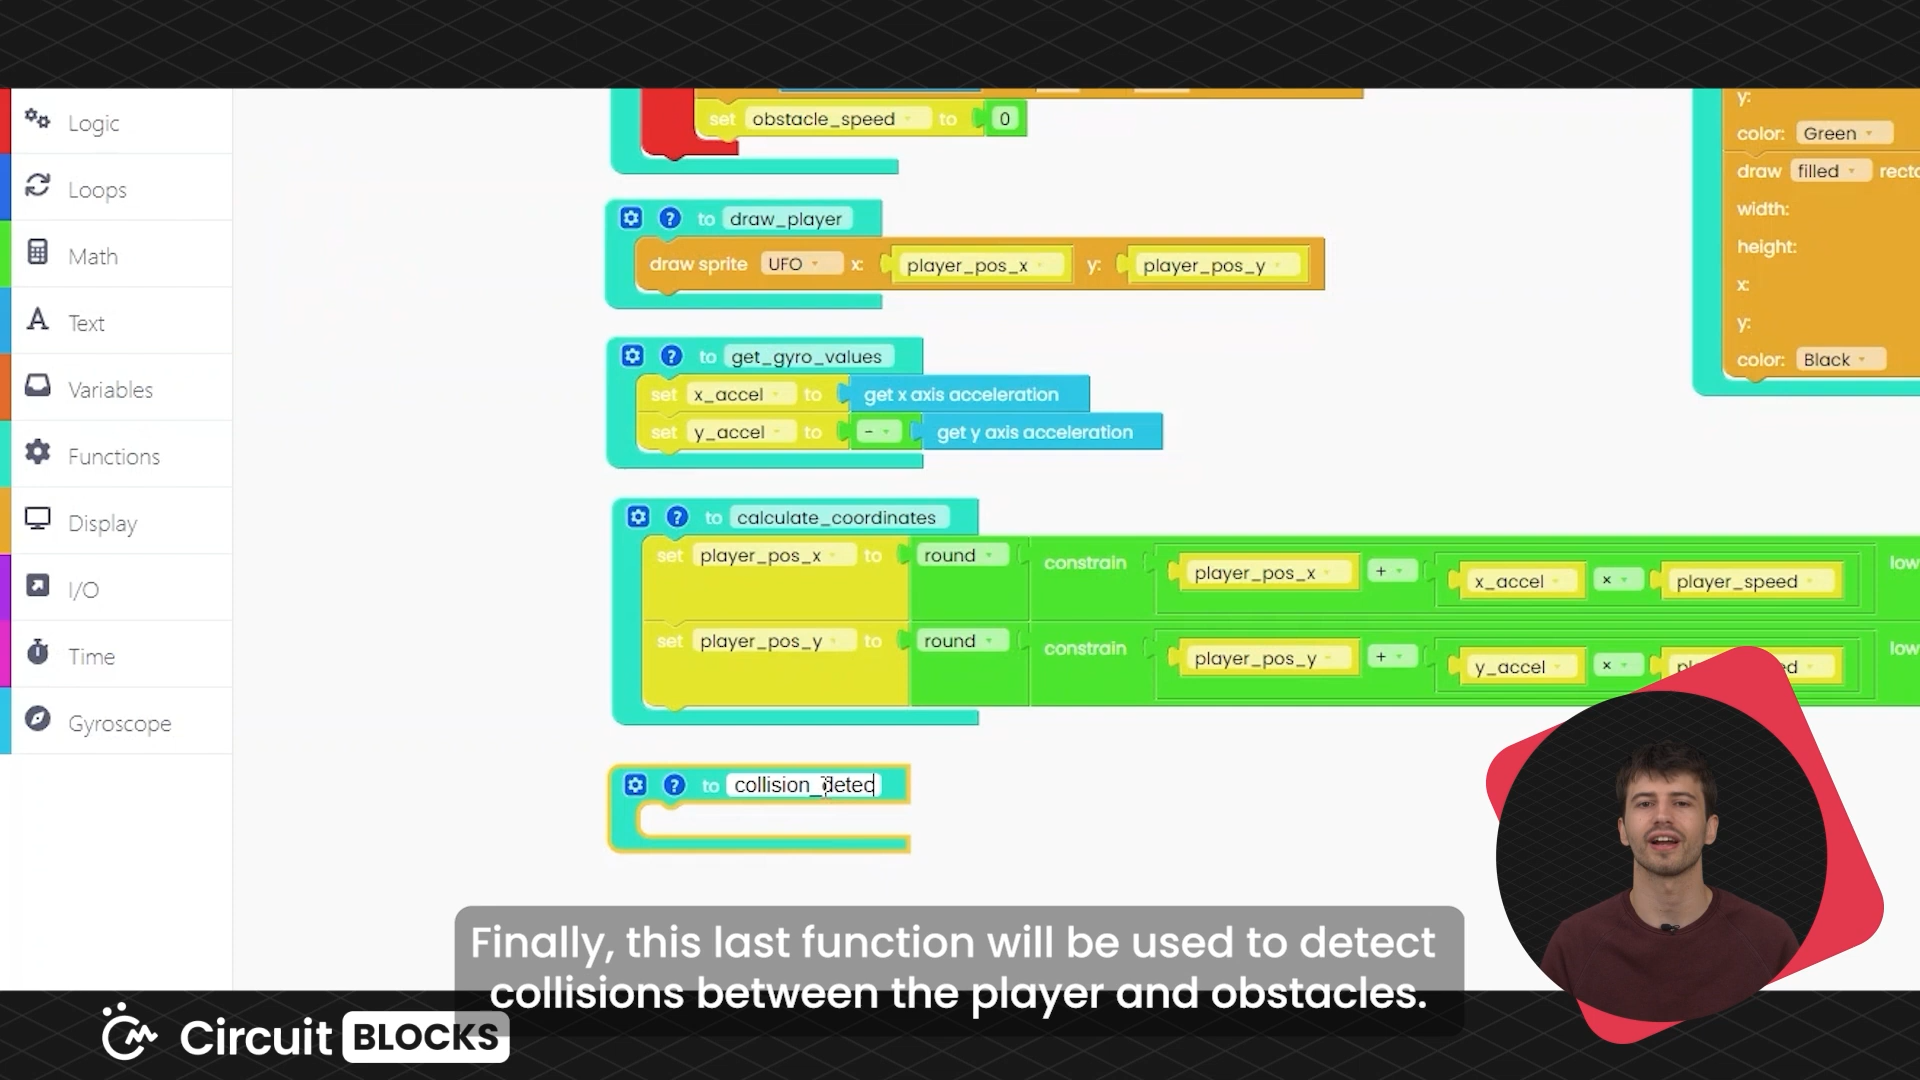 Logic
Loops
Math
Text
Variables
Functions
Display
I/O
Time
Gyroscope
set obstacle_speed to 0
to draw_player
draw sprite UFO x: player_pos_x y: player_pos_y
to get_gyro_values
set x_accel to get x axis acceleration
set y_accel to - get y axis acceleration
to calculate_coordinates
set player_pos_x to round constrain player_pos_x + x_accel × player_speed low
set player_pos_y to round constrain player_pos_y + y_accel ×
to collision_detec
y:
color: Green
draw filled
width:
height:
x:
y:
color: Black
Finally, this last function will be used to detect
collisions between the player and obstacles.
Circuit BLOCKS